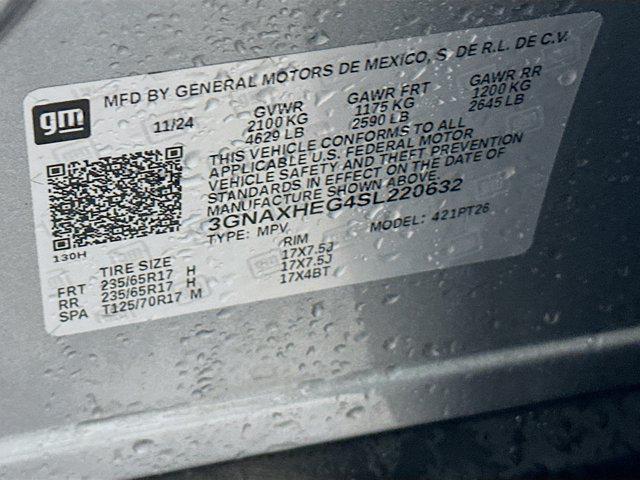 gm
MFD BY GENERAL MOTORS DE MEXICO, S DE R.L. DE C.V.
11/24 GVWR GAWR FRT GAWR RR
2100 KG 1175 KG 1200 KG
4629 LB 2590 LB 2645 LB
THIS VEHICLE CONFORMS TO ALL
APPLICABLE U.S. FEDERAL MOTOR
VEHICLE SAFETY AND THEFT PREVENTION
STANDARDS IN EFFECT ON THE DATE OF
MANUFACTURE SHOWN ABOVE.
3GNAXHEG4SL220632
TYPE: MPV MODEL: 421PT26
130H
TIRE SIZE RIM
FRT 235/65R17 H 17X7.5J
RR 235/65R17 H 17X7.5J
SPA T125/70R17 M 17X4BT